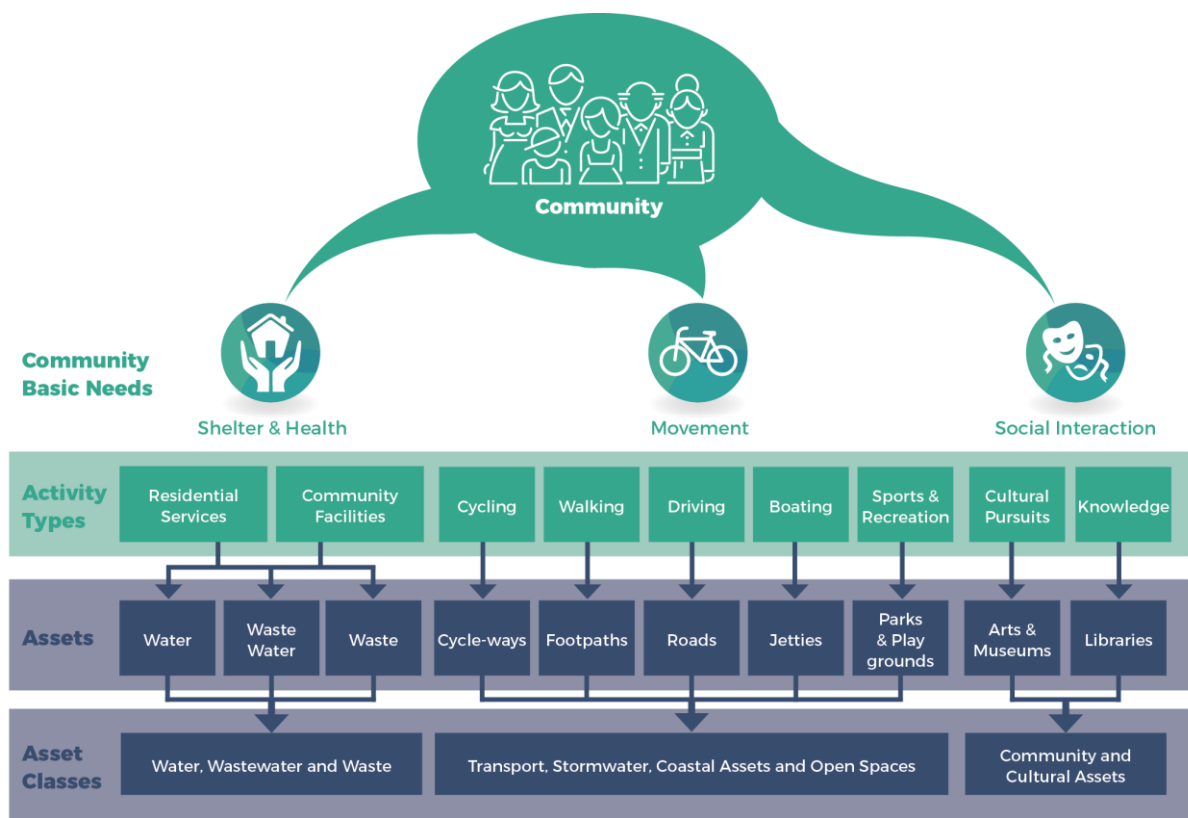 Community
Community
Basic Needs
Shelter & Health
Movement
Social Interaction
Activity
Types
Residential
Services
Community
Facilities
Cycling
Walking
Driving
Boating
Sports &
Recreation
Cultural
Pursuits
Knowledge
Assets
Water
Waste
Water
Waste
Cycle-ways
Footpaths
Roads
Jetties
Parks
& Play
grounds
Arts &
Museums
Libraries
Asset
Classes
Water, Wastewater and Waste
Transport, Stormwater, Coastal Assets and Open Spaces
Community and
Cultural Assets